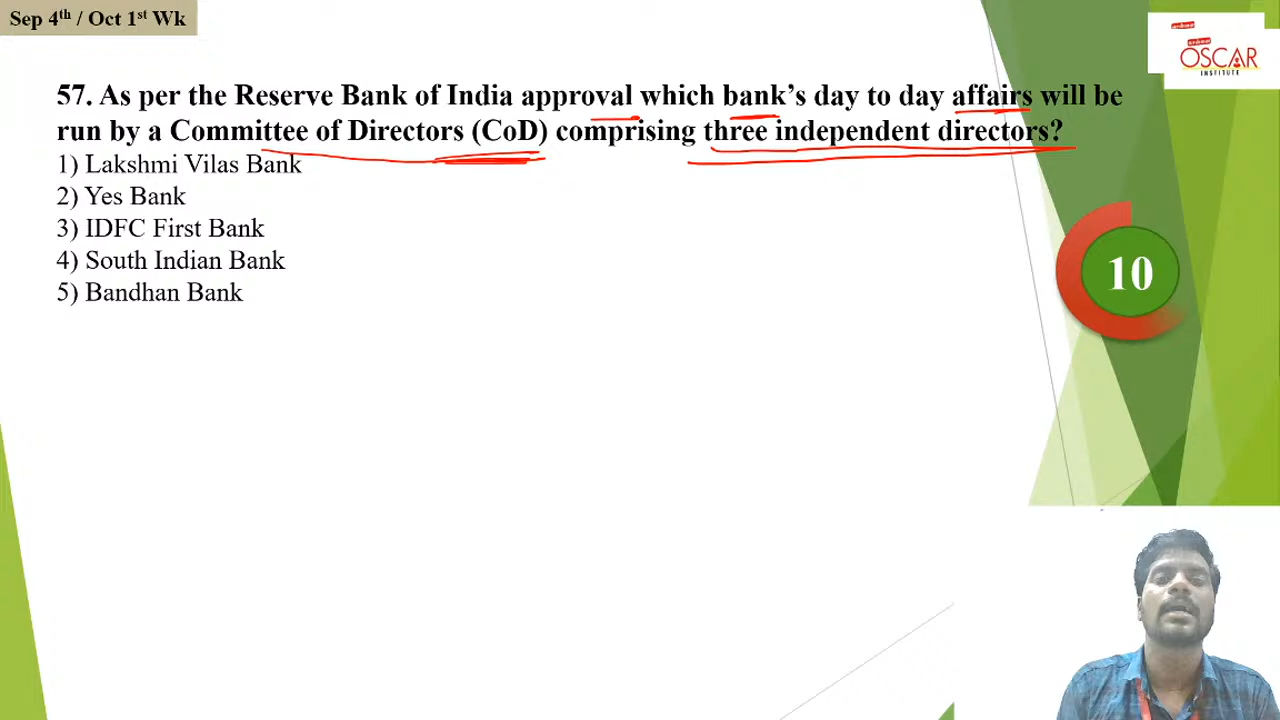 Sep 4th / Oct 1st Wk
OSCAR
INSTITUTE
57. As per the Reserve Bank of India approval which bank's day to day affairs will be
run by a Committee of Directors (CoD) comprising three independent directors?
1) Lakshmi Vilas Bank
2) Yes Bank
3) IDFC First Bank
4) South Indian Bank
5) Bandhan Bank
10